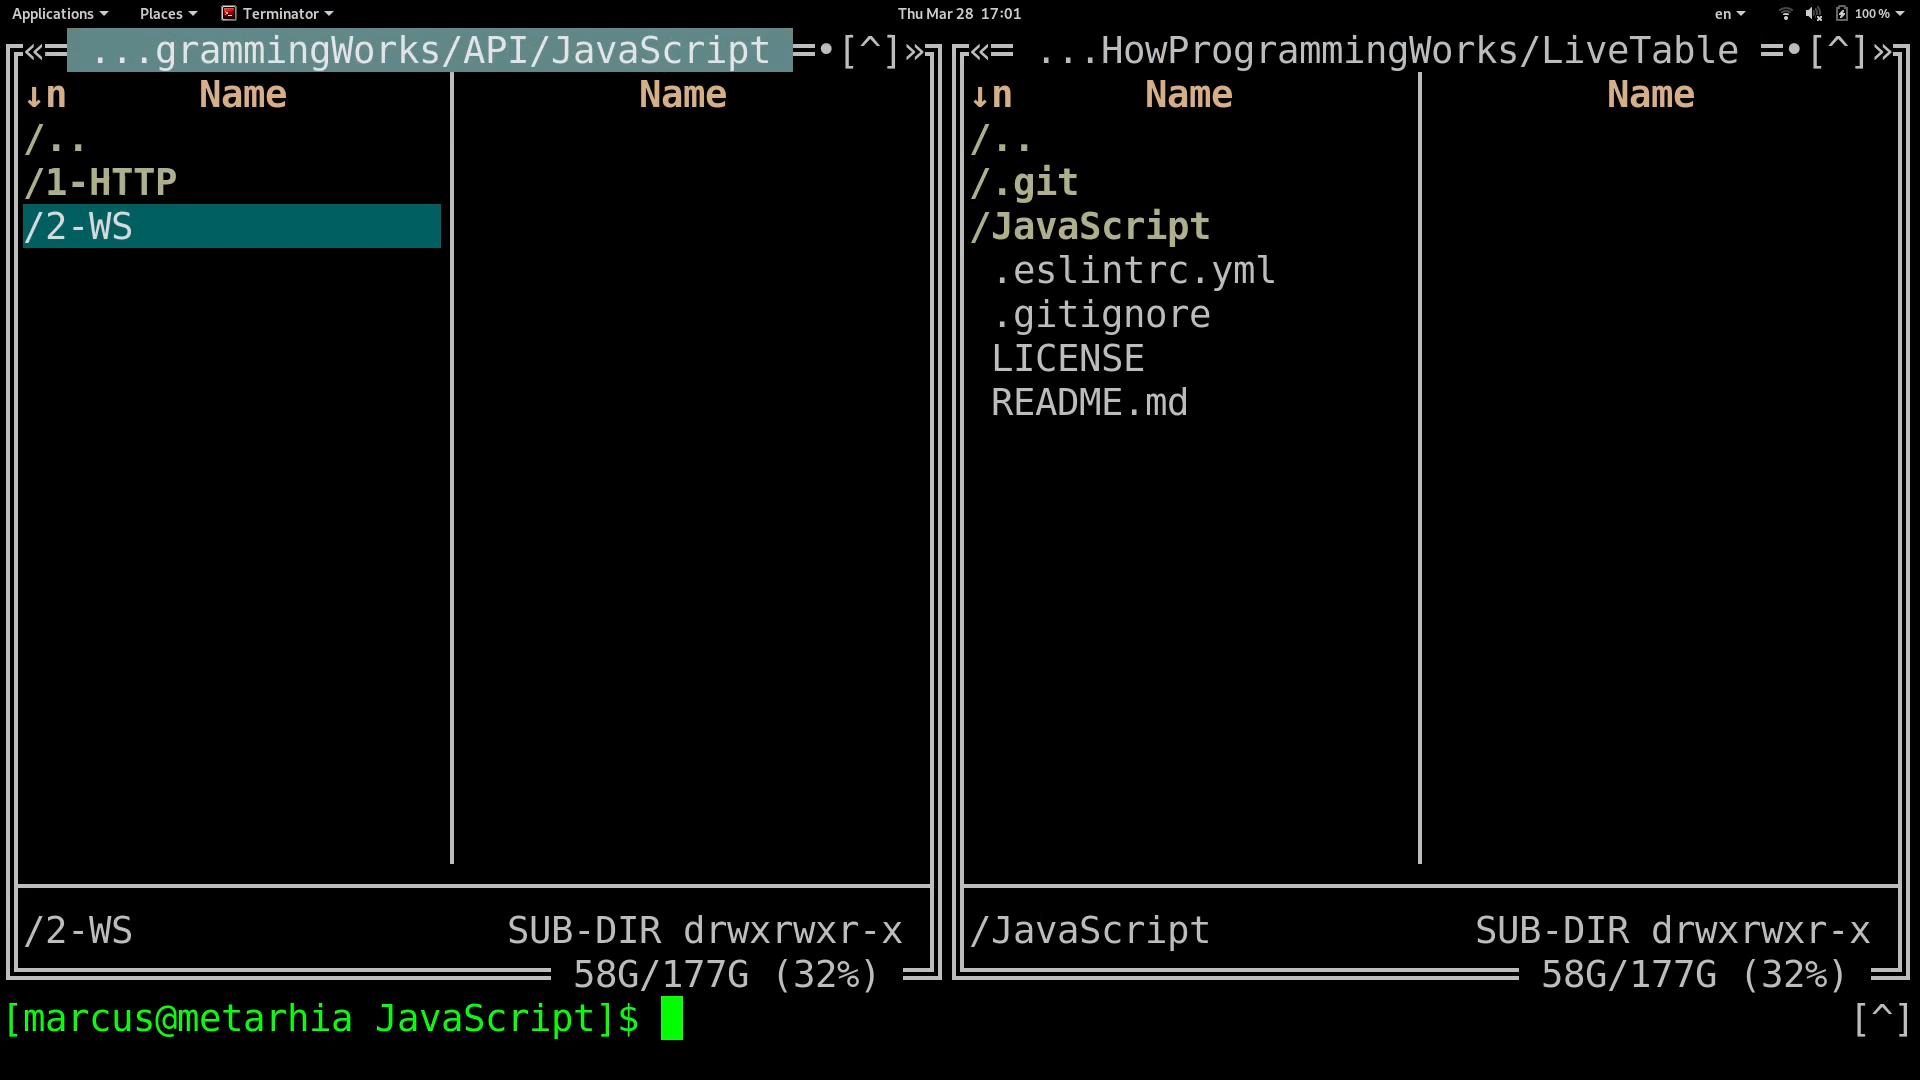 Applications Places Terminator Thu Mar 28 17:01 en 100 %
«═ ...grammingWorks/API/JavaScript ═•[^]»
↓n Name Name
/..
/1-HTTP
/2-WS
/2-WS SUB-DIR drwxrwxr-x
58G/177G (32%)
«═ ...HowProgrammingWorks/LiveTable ═•[^]»
↓n Name Name
/..
/.git
/JavaScript
.eslintrc.yml
.gitignore
LICENSE
README.md
/JavaScript SUB-DIR drwxrwxr-x
58G/177G (32%)
[marcus@metarhia JavaScript]$ [^]